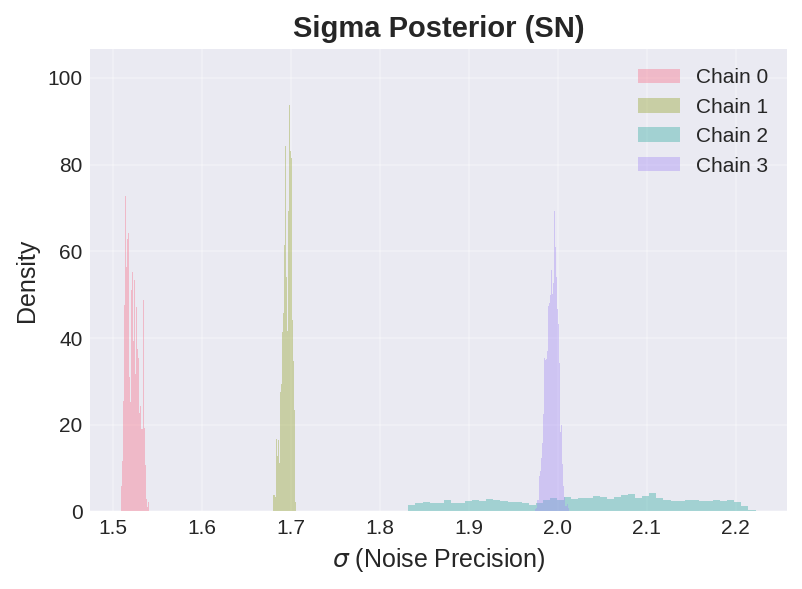 Sigma Posterior (SN)
Chain 0
Chain 1
Chain 2
Chain 3
Density
100
80
60
40
20
0
1.5 1.6 1.7 1.8 1.9 2.0 2.1 2.2
σ (Noise Precision)